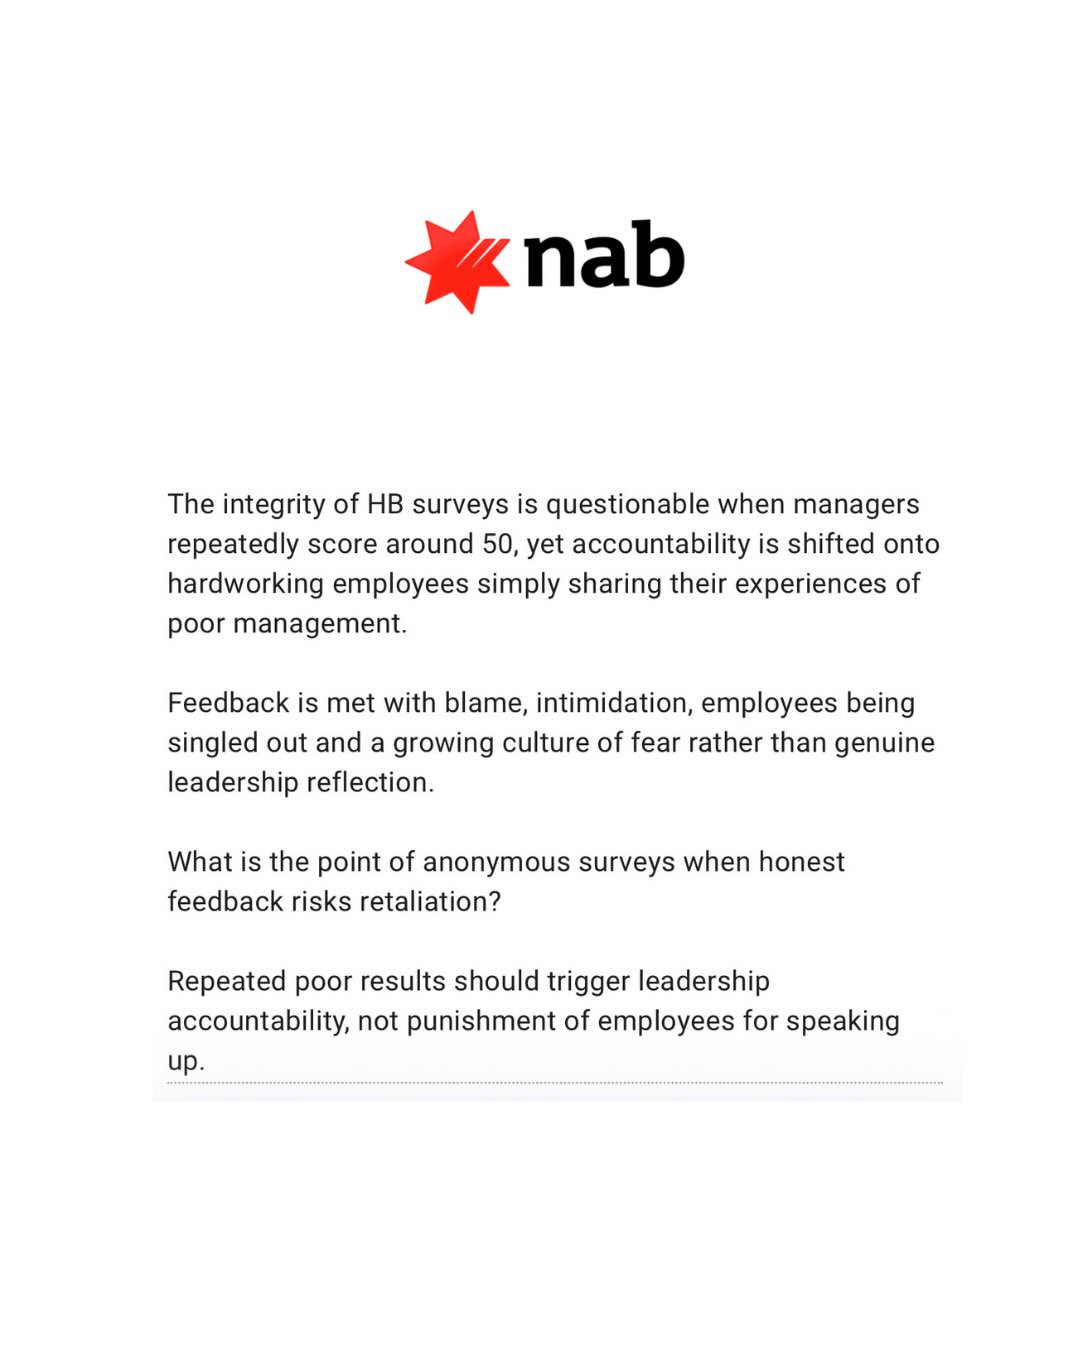 nab
The integrity of HB surveys is questionable when managers
repeatedly score around 50, yet accountability is shifted onto
hardworking employees simply sharing their experiences of
poor management.
Feedback is met with blame, intimidation, employees being
singled out and a growing culture of fear rather than genuine
leadership reflection.
What is the point of anonymous surveys when honest
feedback risks retaliation?
Repeated poor results should trigger leadership
accountability, not punishment of employees for speaking
up.